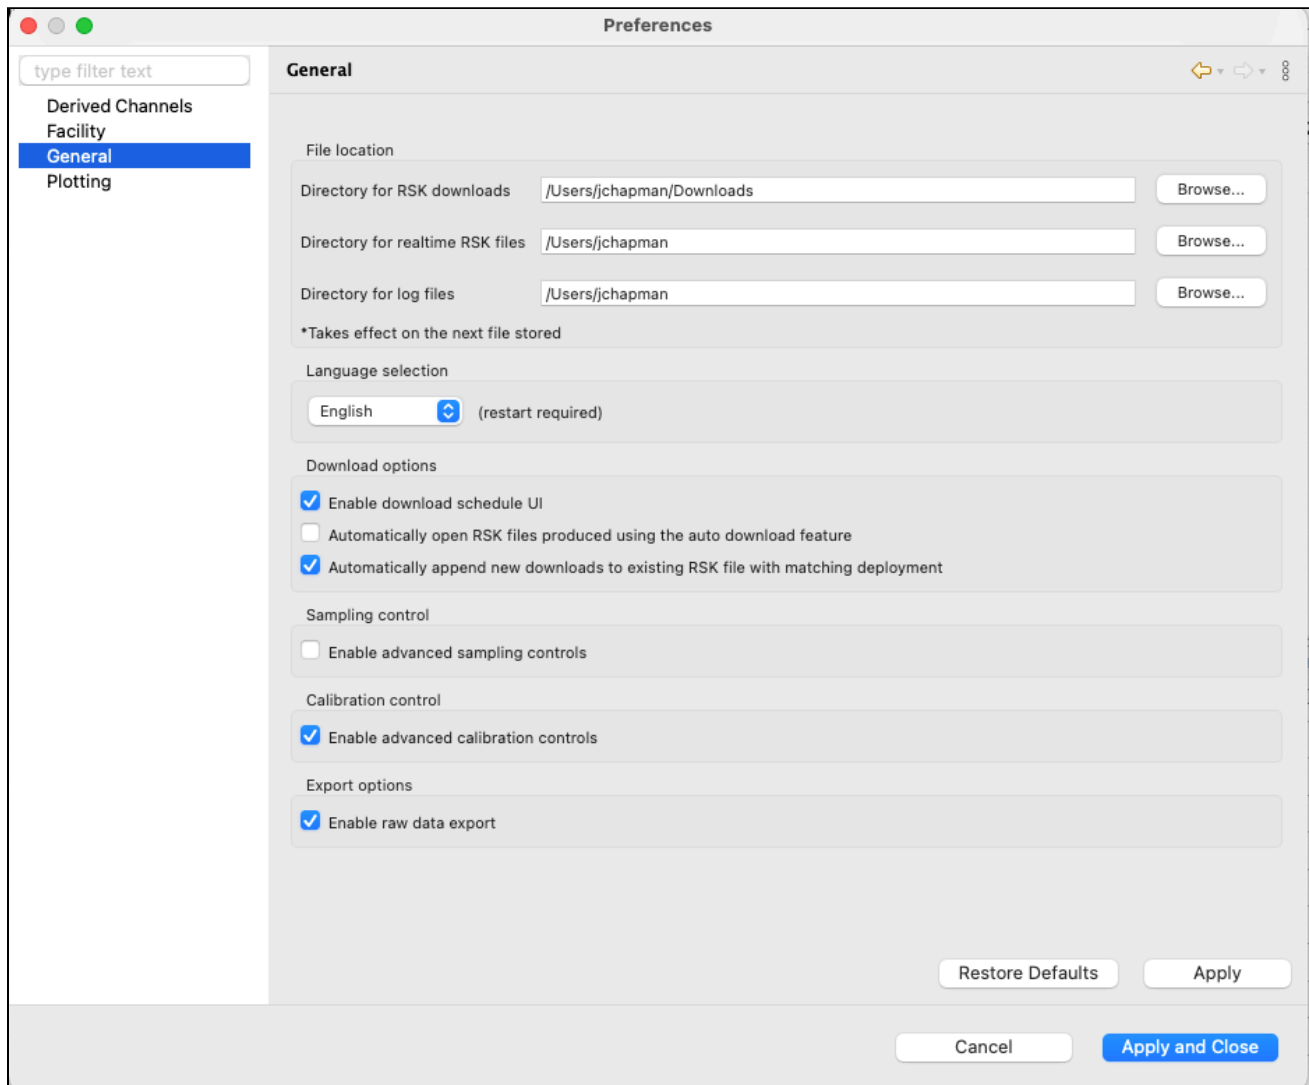 Preferences
type filter text
Derived Channels
Facility
General
Plotting
General
File location
Directory for RSK downloads /Users/jchapman/Downloads Browse...
Directory for realtime RSK files /Users/jchapman Browse...
Directory for log files /Users/jchapman Browse...
*Takes effect on the next file stored
Language selection
English (restart required)
Download options
Enable download schedule UI
Automatically open RSK files produced using the auto download feature
Automatically append new downloads to existing RSK file with matching deployment
Sampling control
Enable advanced sampling controls
Calibration control
Enable advanced calibration controls
Export options
Enable raw data export
Restore Defaults Apply
Cancel Apply and Close